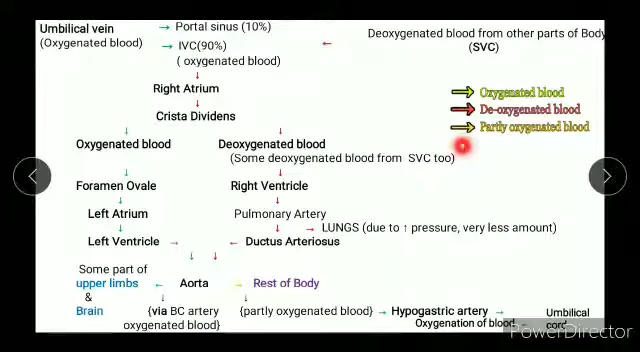 Umbilical vein → Portal sinus (10%)
(Oxygenated blood) → IVC(90%) ← Deoxygenated blood from other parts of Body
( oxygenated blood) (SVC)
Right Atrium
Oxygenated blood
Crista Dividens
De-oxygenated blood
Partly oxygenated blood
Oxygenated blood Deoxygenated blood
(Some deoxygenated blood from SVC too)
Foramen Ovale Right Ventricle
Left Atrium Pulmonary Artery
→ LUNGS (due to ↑ pressure, very less amount)
Left Ventricle → ← Ductus Arteriosus
Some part of
upper limbs ← Aorta → Rest of Body
&
Brain {via BC artery {partly oxygenated blood} → Hypogastric artery → Umbilical
oxygenated blood} Oxygenation of blood – cord
PowerDirector